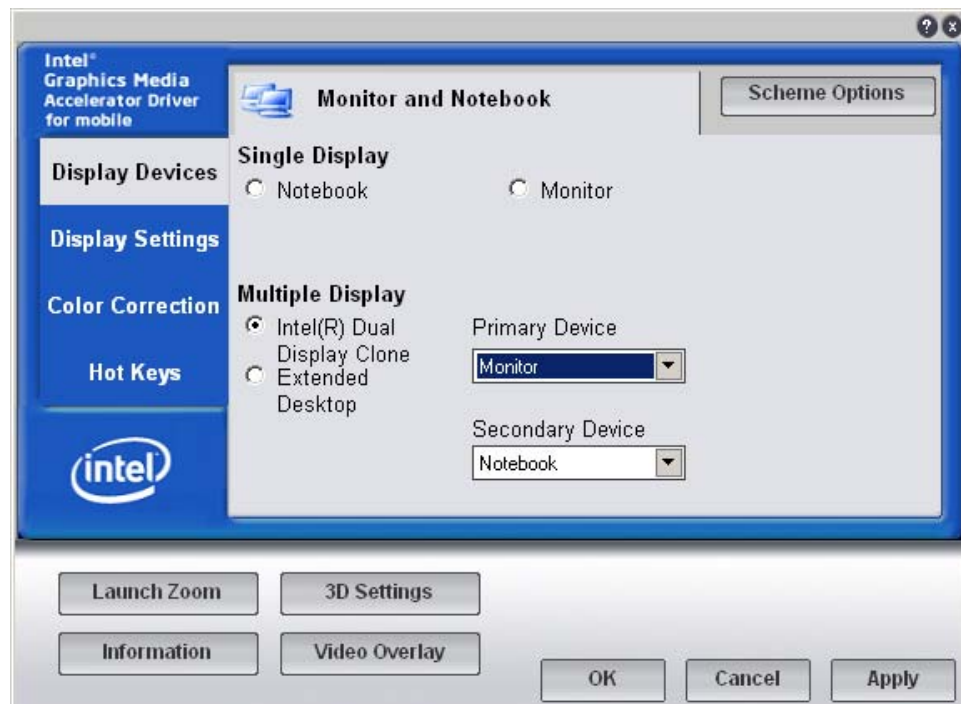 Intel®
Graphics Media
Accelerator Driver
for mobile
Monitor and Notebook
Scheme Options
Display Devices
Display Settings
Color Correction
Hot Keys
intel
Single Display
Notebook
Monitor
Multiple Display
Intel(R) Dual
Display Clone
Extended
Desktop
Primary Device
Monitor
Secondary Device
Notebook
Launch Zoom
3D Settings
Information
Video Overlay
OK
Cancel
Apply